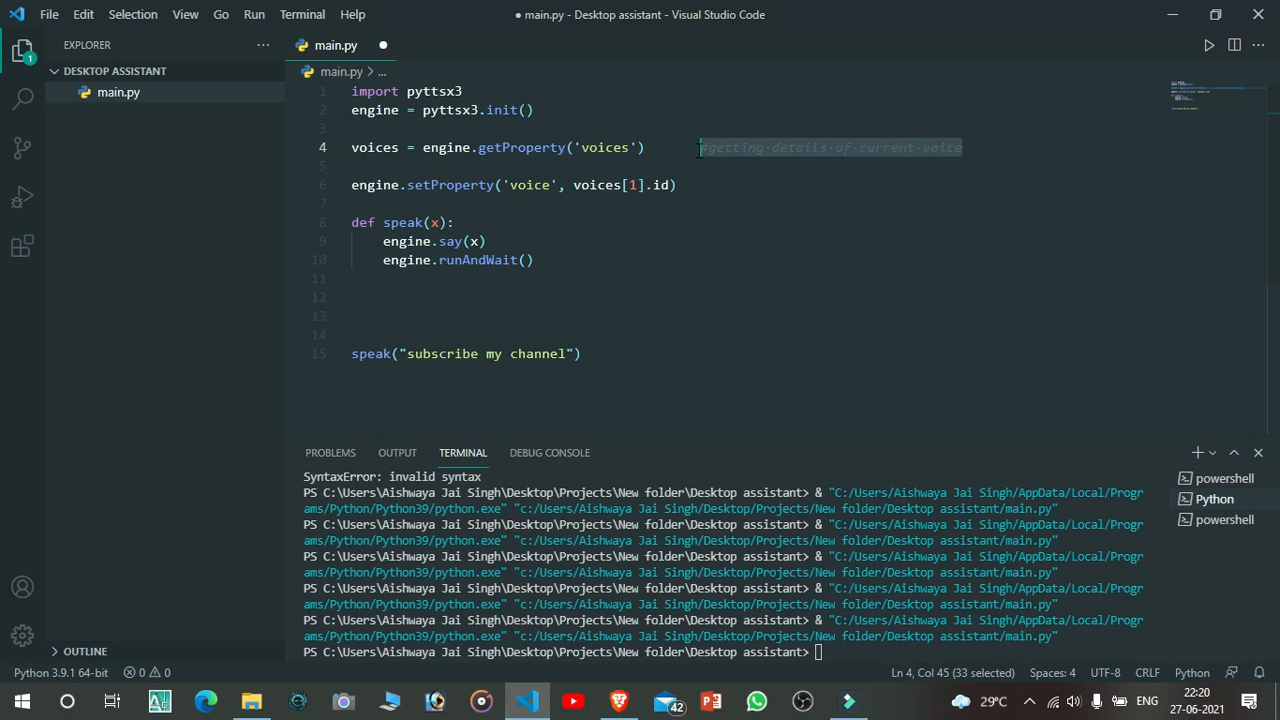 File Edit Selection View Go Run Terminal Help
● main.py - Desktop assistant - Visual Studio Code
EXPLORER
DESKTOP ASSISTANT
main.py
main.py
main.py > ...
1 import pyttsx3
2 engine = pyttsx3.init()
3
4 voices = engine.getProperty('voices') #getting·details·of·current·voice
5
6 engine.setProperty('voice', voices[1].id)
7
8 def speak(x):
9 engine.say(x)
10 engine.runAndWait()
11
12
13
14
15 speak("subscribe my channel")
PROBLEMS OUTPUT TERMINAL DEBUG CONSOLE
SyntaxError: invalid syntax
PS C:\Users\Aishwaya Jai Singh\Desktop\Projects\New folder\Desktop assistant> & "C:/Users/Aishwaya Jai Singh/AppData/Local/Progr
ams/Python/Python39/python.exe" "c:/Users/Aishwaya Jai Singh/Desktop/Projects/New folder/Desktop assistant/main.py"
PS C:\Users\Aishwaya Jai Singh\Desktop\Projects\New folder\Desktop assistant> & "C:/Users/Aishwaya Jai Singh/AppData/Local/Progr
ams/Python/Python39/python.exe" "c:/Users/Aishwaya Jai Singh/Desktop/Projects/New folder/Desktop assistant/main.py"
PS C:\Users\Aishwaya Jai Singh\Desktop\Projects\New folder\Desktop assistant> & "C:/Users/Aishwaya Jai Singh/AppData/Local/Progr
ams/Python/Python39/python.exe" "c:/Users/Aishwaya Jai Singh/Desktop/Projects/New folder/Desktop assistant/main.py"
PS C:\Users\Aishwaya Jai Singh\Desktop\Projects\New folder\Desktop assistant> & "C:/Users/Aishwaya Jai Singh/AppData/Local/Progr
ams/Python/Python39/python.exe" "c:/Users/Aishwaya Jai Singh/Desktop/Projects/New folder/Desktop assistant/main.py"
PS C:\Users\Aishwaya Jai Singh\Desktop\Projects\New folder\Desktop assistant> & "C:/Users/Aishwaya Jai Singh/AppData/Local/Progr
ams/Python/Python39/python.exe" "c:/Users/Aishwaya Jai Singh/Desktop/Projects/New folder/Desktop assistant/main.py"
PS C:\Users\Aishwaya Jai Singh\Desktop\Projects\New folder\Desktop assistant>
powershell
Python
powershell
OUTLINE
Python 3.9.1 64-bit 0 0
Ln 4, Col 45 (33 selected) Spaces: 4 UTF-8 CRLF Python
42
29°C ENG
22:20
27-06-2021
1